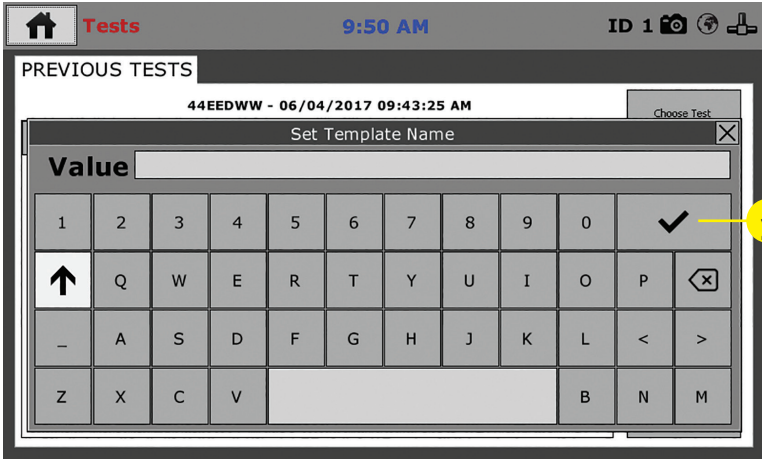 Tests 9:50 AM ID 1
PREVIOUS TESTS
44EEDWW - 06/04/2017 09:43:25 AM
Choose Test
Set Template Name
Value
1 2 3 4 5 6 7 8 9 0
Q W E R T Y U I O P
_ A S D F G H J K L < >
Z X C V B N M